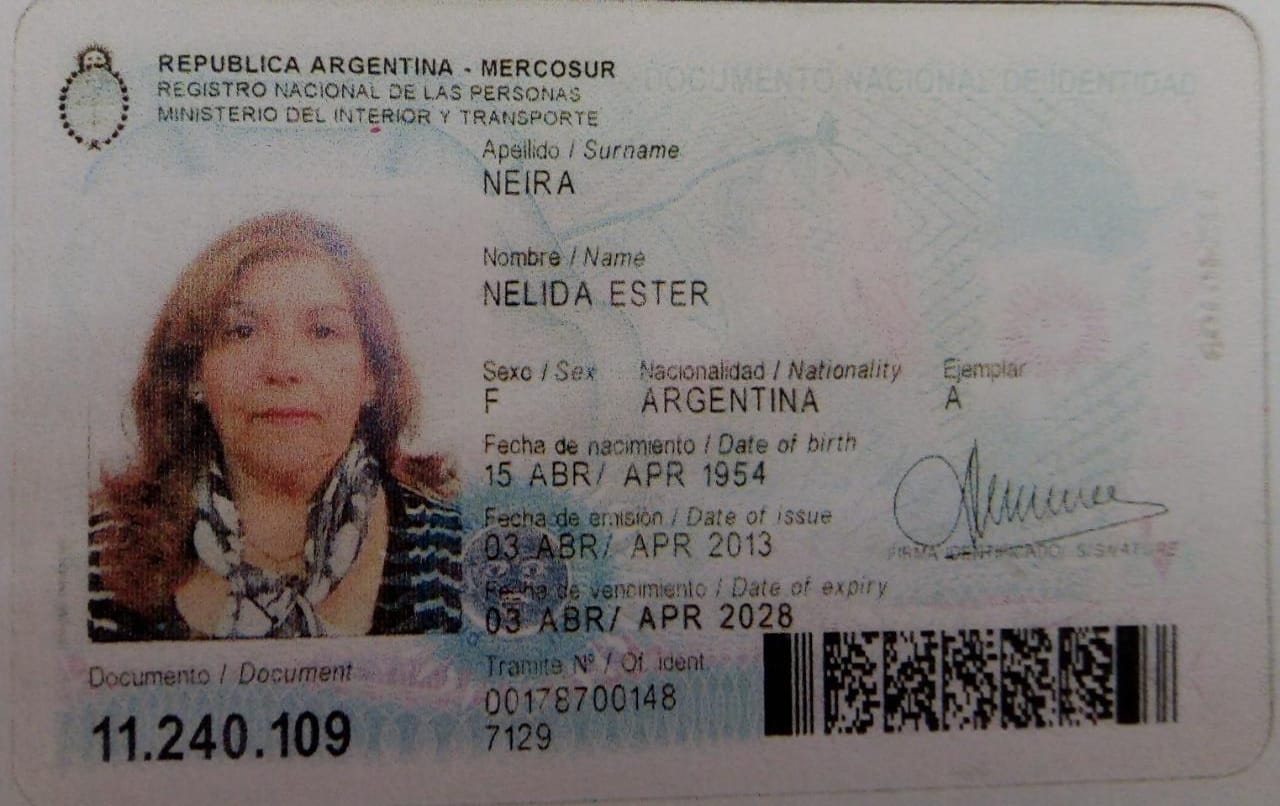 REPUBLICA ARGENTINA - MERCOSUR
REGISTRO NACIONAL DE LAS PERSONAS
MINISTERIO DEL INTERIOR Y TRANSPORTE
DOCUMENTO NACIONAL DE IDENTIDAD
Apellido / Surname
NEIRA
Nombre / Name
NELIDA ESTER
Sexo / Sex Nacionalidad / Nationality Ejemplar
F ARGENTINA A
Fecha de nacimiento / Date of birth
15 ABR/ APR 1954
Fecha de emisión / Date of issue
03 ABR/ APR 2013
FIRMA IDENTIFICADO/ SIGNATURE
Fecha de vencimiento / Date of expiry
03 ABR/ APR 2028
Documento / Document
11.240.109
Tramite Nº / Of. ident.
00178700148
7129